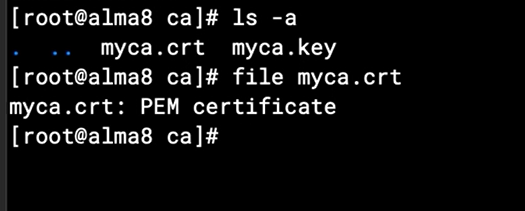 [root@alma8 ca]# ls -a
.  ..  myca.crt  myca.key
[root@alma8 ca]# file myca.crt
myca.crt: PEM certificate
[root@alma8 ca]#